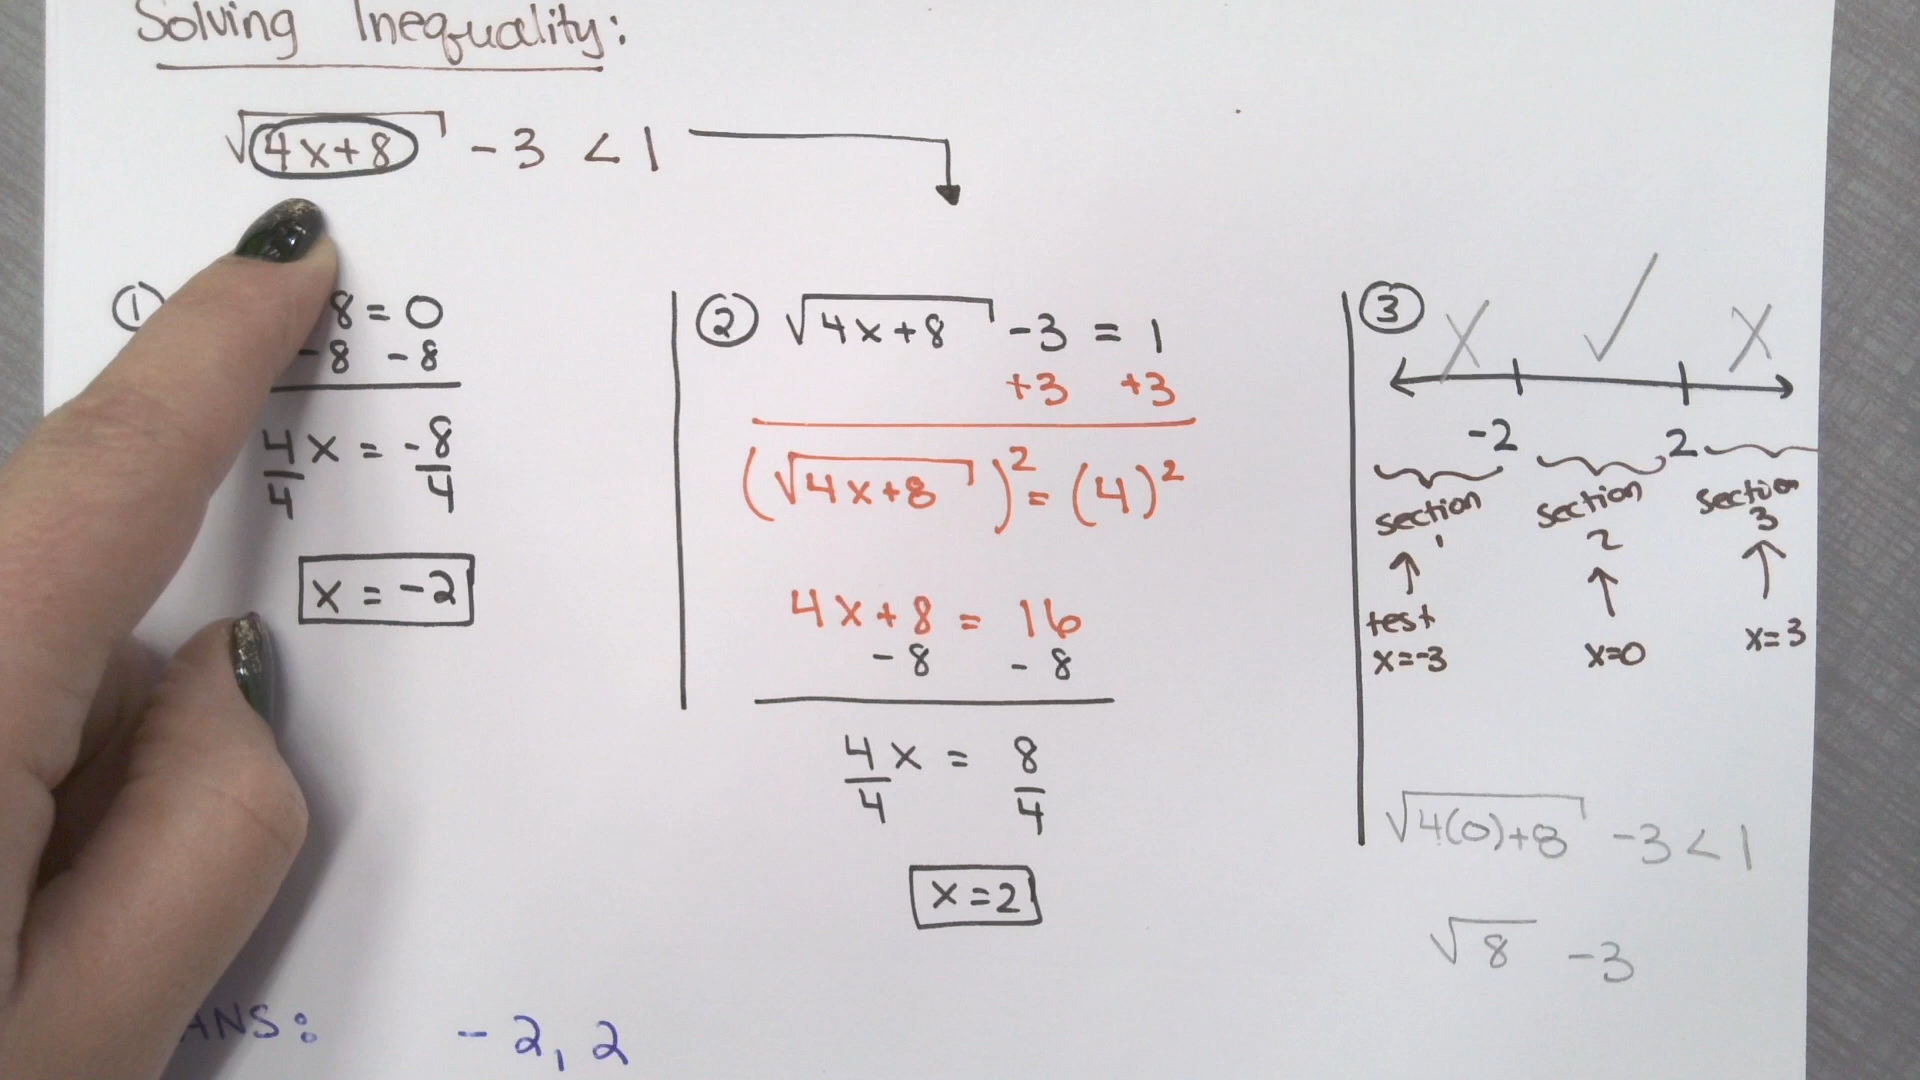 Solving Inequality:
√(4x+8) - 3 < 1
① 8 = 0
- 8 - 8
4/4 x = -8/4
x = -2
② √(4x+8) - 3 = 1
+3 +3
(√(4x+8))² = (4)²
4x + 8 = 16
- 8 - 8
4/4 x = 8/4
x = 2
③ X ✓ X
-2 2
section 1 section 2 section 3
↑ ↑ ↑
test x=-3 x=0 x=3
√(4(0)+8) - 3 < 1
√8 - 3
ANS: -2, 2